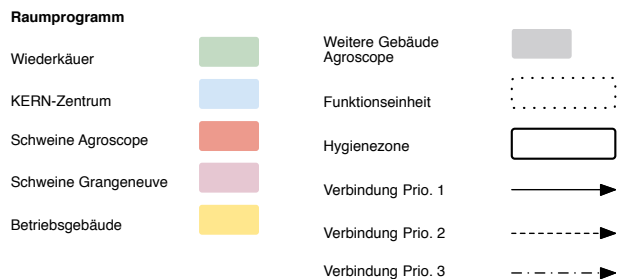 Raumprogramm
Wiederkäuer
KERN-Zentrum
Schweine Agroscope
Schweine Grangeneuve
Betriebsgebäude
Weitere Gebäude
Agroscope
Funktionseinheit
Hygienezone
Verbindung Prio. 1
Verbindung Prio. 2
Verbindung Prio. 3